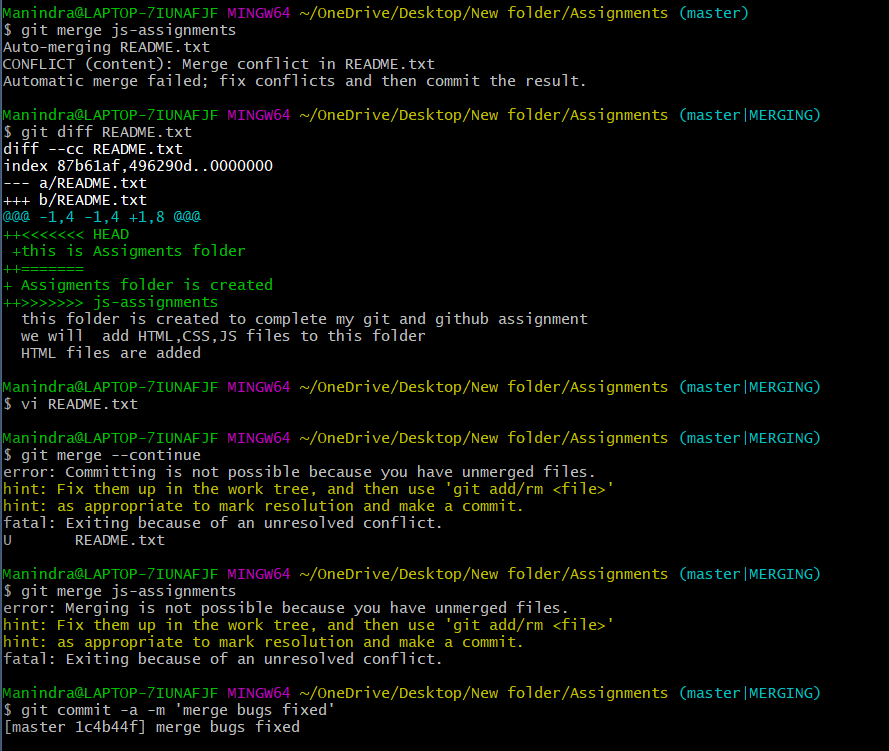 Manindra@LAPTOP-7IUNAFJF MINGW64 ~/OneDrive/Desktop/New folder/Assignments (master)
$ git merge js-assignments
Auto-merging README.txt
CONFLICT (content): Merge conflict in README.txt
Automatic merge failed; fix conflicts and then commit the result.

Manindra@LAPTOP-7IUNAFJF MINGW64 ~/OneDrive/Desktop/New folder/Assignments (master|MERGING)
$ git diff README.txt
diff --cc README.txt
index 87b61af,496290d..0000000
--- a/README.txt
+++ b/README.txt
@@@ -1,4 -1,4 +1,8 @@@
++<<<<<<< HEAD
 +this is Assigments folder
++=======
+ Assigments folder is created
++>>>>>>> js-assignments
  this folder is created to complete my git and github assignment
  we will  add HTML,CSS,JS files to this folder
  HTML files are added

Manindra@LAPTOP-7IUNAFJF MINGW64 ~/OneDrive/Desktop/New folder/Assignments (master|MERGING)
$ vi README.txt

Manindra@LAPTOP-7IUNAFJF MINGW64 ~/OneDrive/Desktop/New folder/Assignments (master|MERGING)
$ git merge --continue
error: Committing is not possible because you have unmerged files.
hint: Fix them up in the work tree, and then use 'git add/rm <file>'
hint: as appropriate to mark resolution and make a commit.
fatal: Exiting because of an unresolved conflict.
U       README.txt

Manindra@LAPTOP-7IUNAFJF MINGW64 ~/OneDrive/Desktop/New folder/Assignments (master|MERGING)
$ git merge js-assignments
error: Merging is not possible because you have unmerged files.
hint: Fix them up in the work tree, and then use 'git add/rm <file>'
hint: as appropriate to mark resolution and make a commit.
fatal: Exiting because of an unresolved conflict.

Manindra@LAPTOP-7IUNAFJF MINGW64 ~/OneDrive/Desktop/New folder/Assignments (master|MERGING)
$ git commit -a -m 'merge bugs fixed'
[master 1c4b44f] merge bugs fixed